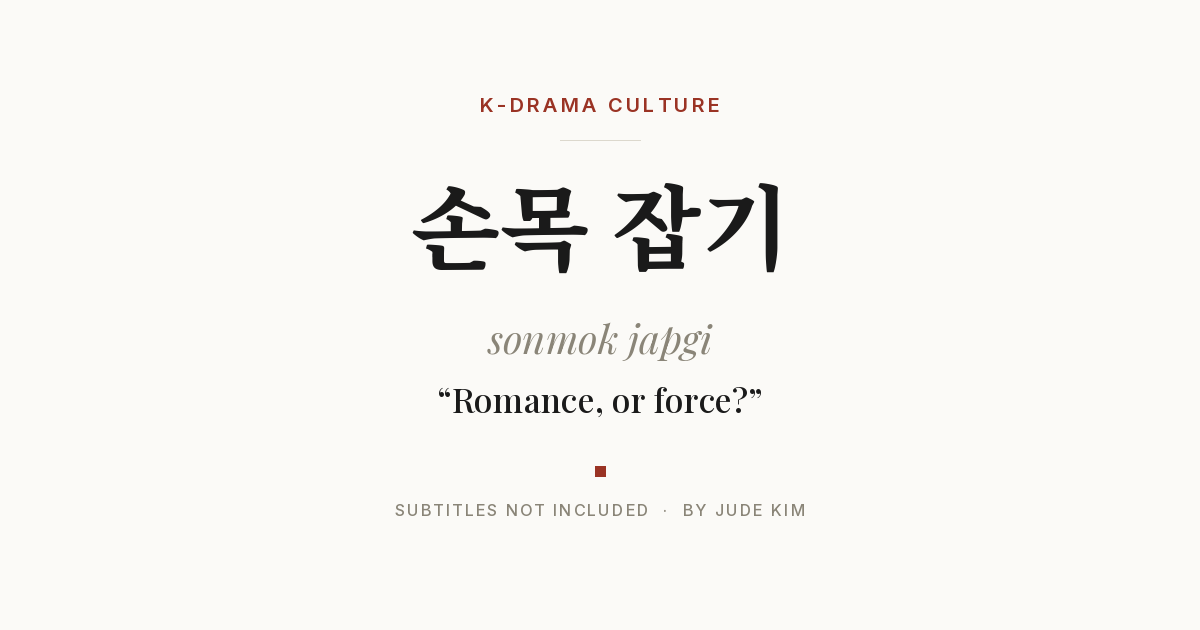 K-DRAMA CULTURE
손목 잡기
sonmok japgi
“Romance, or force?”
SUBTITLES NOT INCLUDED · BY JUDE KIM